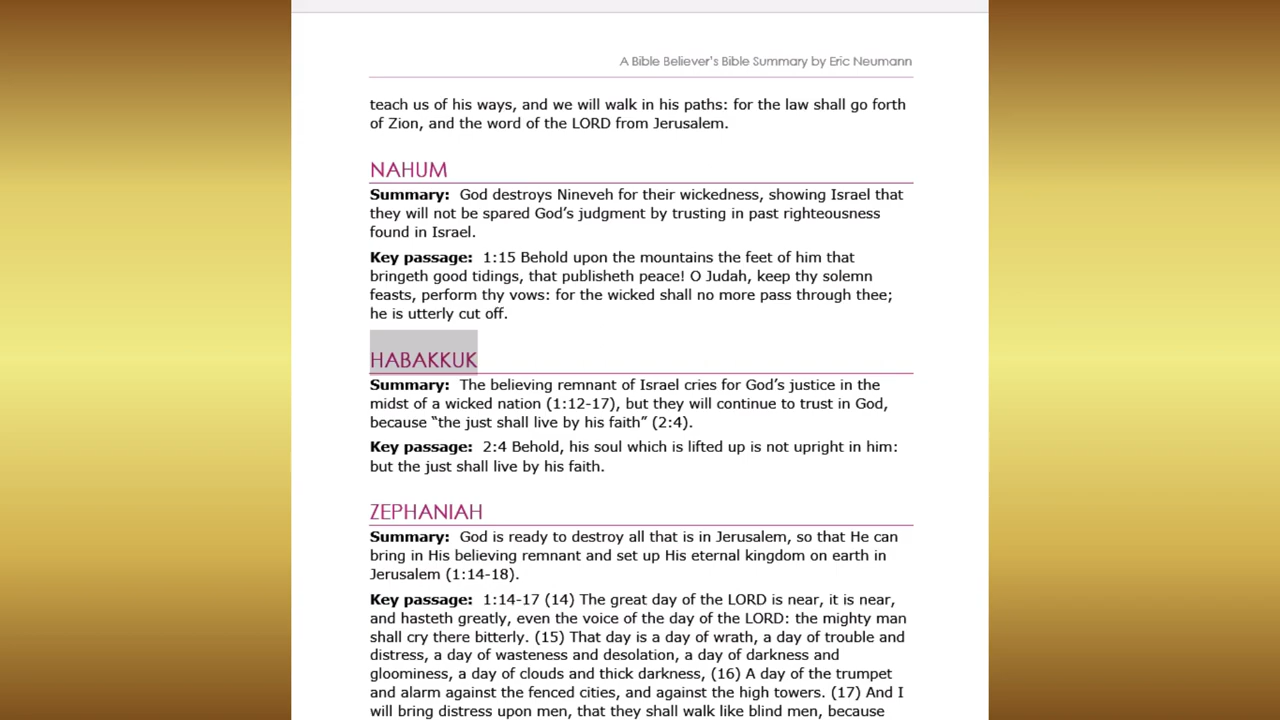 A Bible Believer's Bible Summary by Eric Neumann
teach us of his ways, and we will walk in his paths: for the law shall go forth
of Zion, and the word of the LORD from Jerusalem.
NAHUM
Summary: God destroys Nineveh for their wickedness, showing Israel that
they will not be spared God's judgment by trusting in past righteousness
found in Israel.
Key passage: 1:15 Behold upon the mountains the feet of him that
bringeth good tidings, that publisheth peace! O Judah, keep thy solemn
feasts, perform thy vows: for the wicked shall no more pass through thee;
he is utterly cut off.
HABAKKUK
Summary: The believing remnant of Israel cries for God's justice in the
midst of a wicked nation (1:12-17), but they will continue to trust in God,
because “the just shall live by his faith” (2:4).
Key passage: 2:4 Behold, his soul which is lifted up is not upright in him:
but the just shall live by his faith.
ZEPHANIAH
Summary: God is ready to destroy all that is in Jerusalem, so that He can
bring in His believing remnant and set up His eternal kingdom on earth in
Jerusalem (1:14-18).
Key passage: 1:14-17 (14) The great day of the LORD is near, it is near,
and hasteth greatly, even the voice of the day of the LORD: the mighty man
shall cry there bitterly. (15) That day is a day of wrath, a day of trouble and
distress, a day of wasteness and desolation, a day of darkness and
gloominess, a day of clouds and thick darkness, (16) A day of the trumpet
and alarm against the fenced cities, and against the high towers. (17) And I
will bring distress upon men, that they shall walk like blind men, because